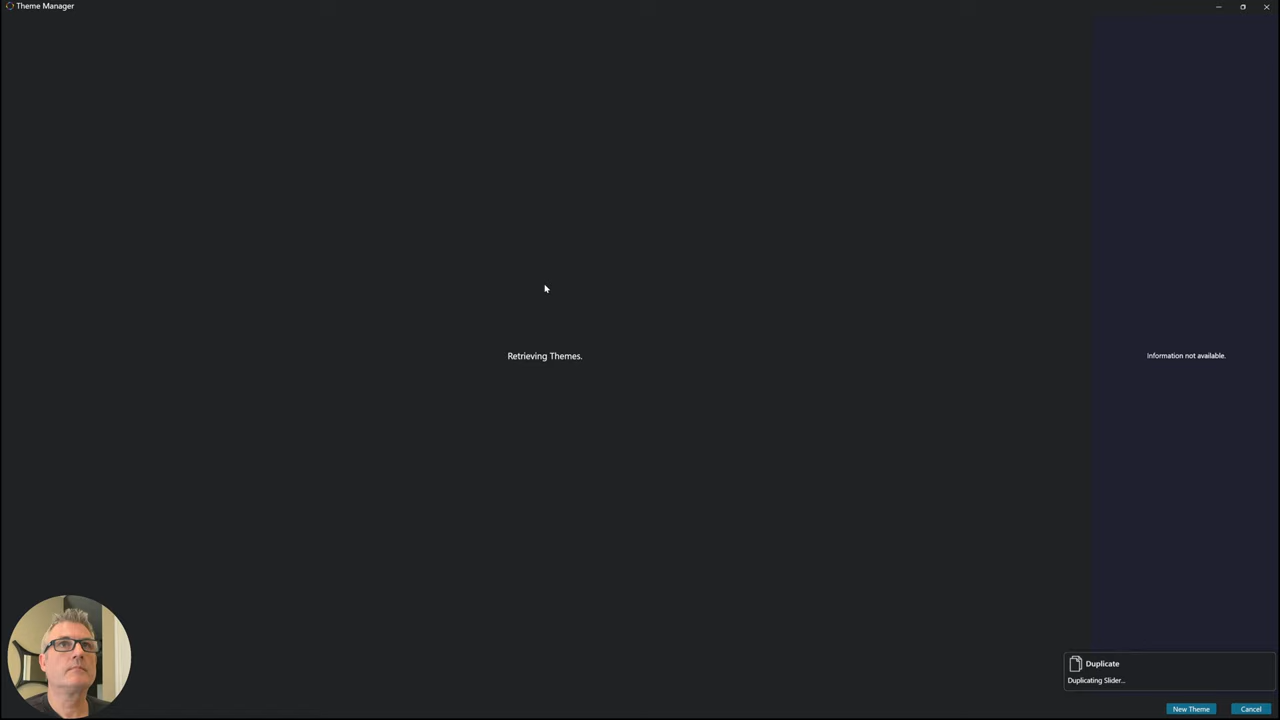 Theme Manager
Retrieving Themes.
Information not available.
Duplicate
Duplicating Slider...
New Theme
Cancel